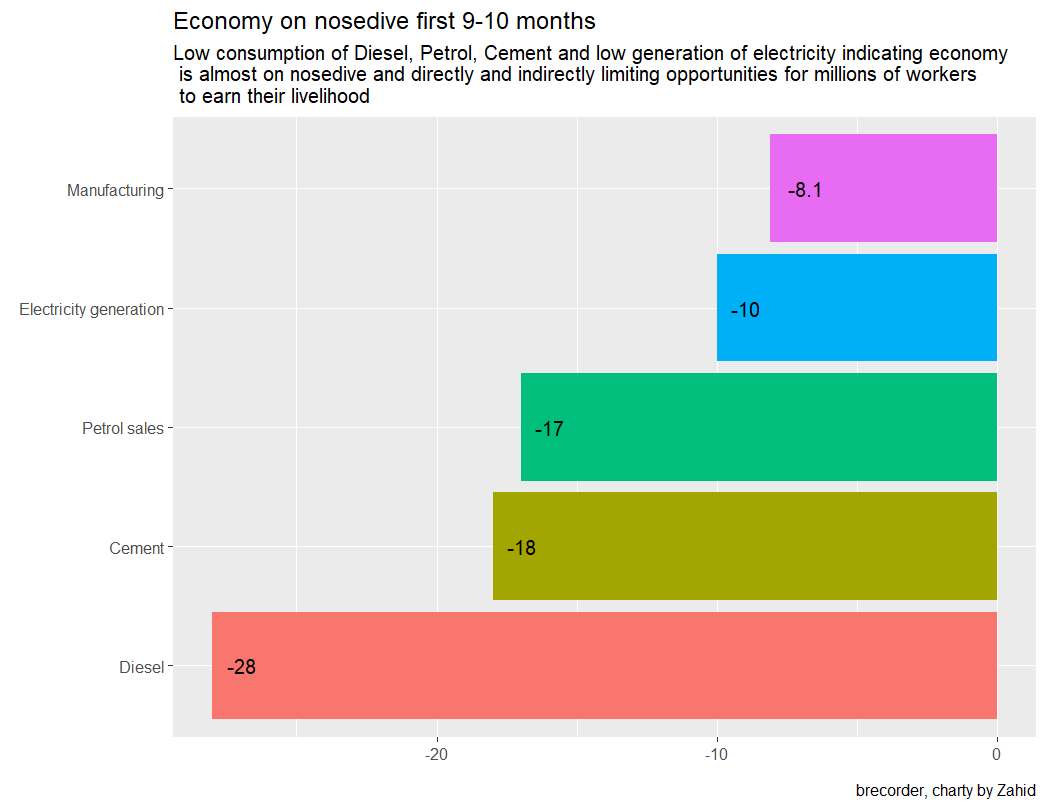 Economy on nosedive first 9-10 months
Low consumption of Diesel, Petrol, Cement and low generation of electricity indicating economy
is almost on nosedive and directly and indirectly limiting opportunities for millions of workers
to earn their livelihood
Manufacturing
-8.1
Electricity generation
-10
Petrol sales
-17
Cement
-18
Diesel
-28
-20
-10
0
brecorder, charty by Zahid